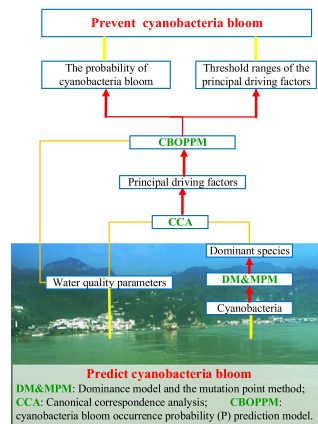 Prevent cyanobacteria bloom
The probability of
cyanobacteria bloom
Threshold ranges of the
principal driving factors
CBOPPM
Principal driving factors
CCA
Dominant species
Water quality parameters
DM&MPM
Cyanobacteria
Predict cyanobacteria bloom
DM&MPM: Dominance model and the mutation point method;
CCA: Canonical correspondence analysis; CBOPPM:
cyanobacteria bloom occurrence probability (P) prediction model.